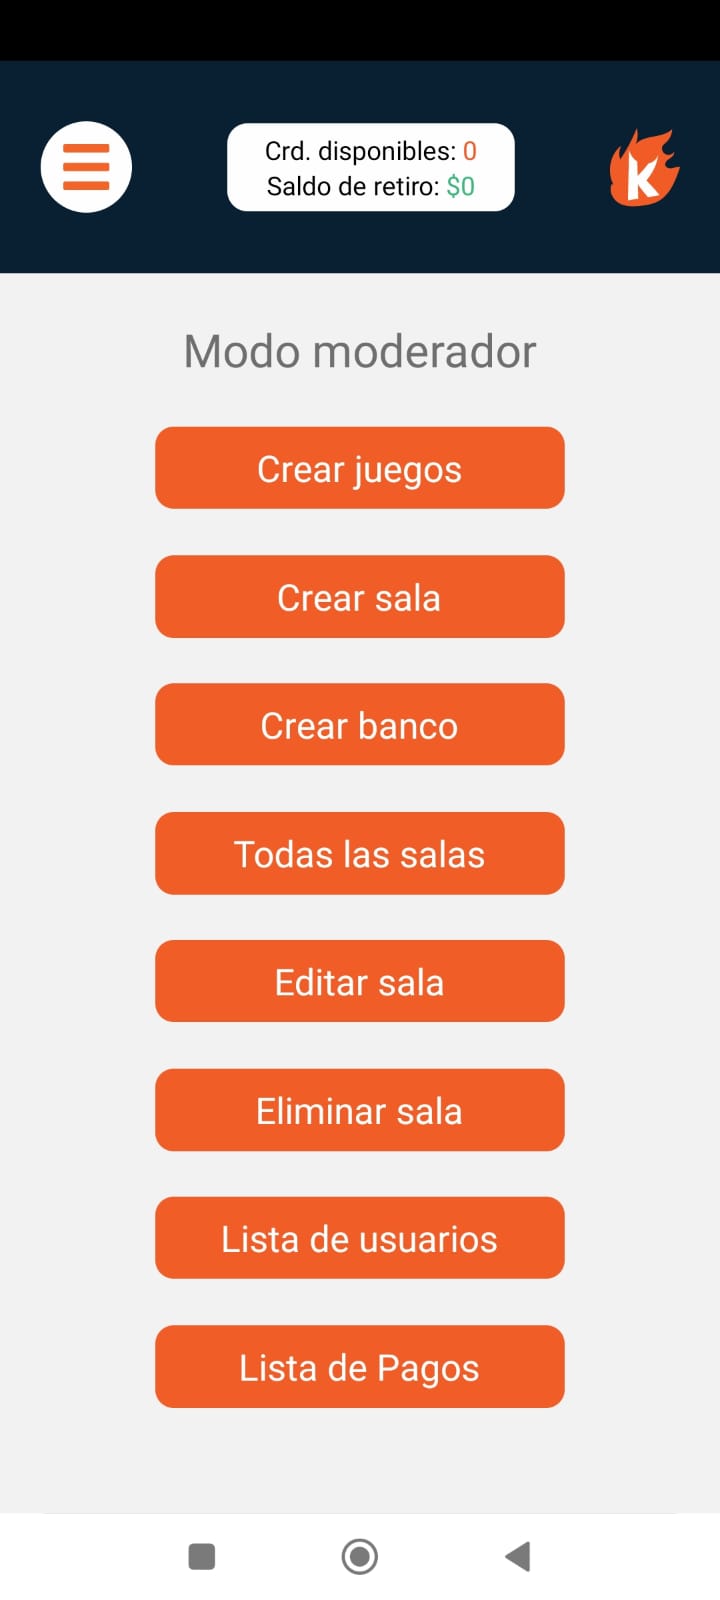 Crd. disponibles: 0
Saldo de retiro: $0
K
Modo moderador
Crear juegos
Crear sala
Crear banco
Todas las salas
Editar sala
Eliminar sala
Lista de usuarios
Lista de Pagos